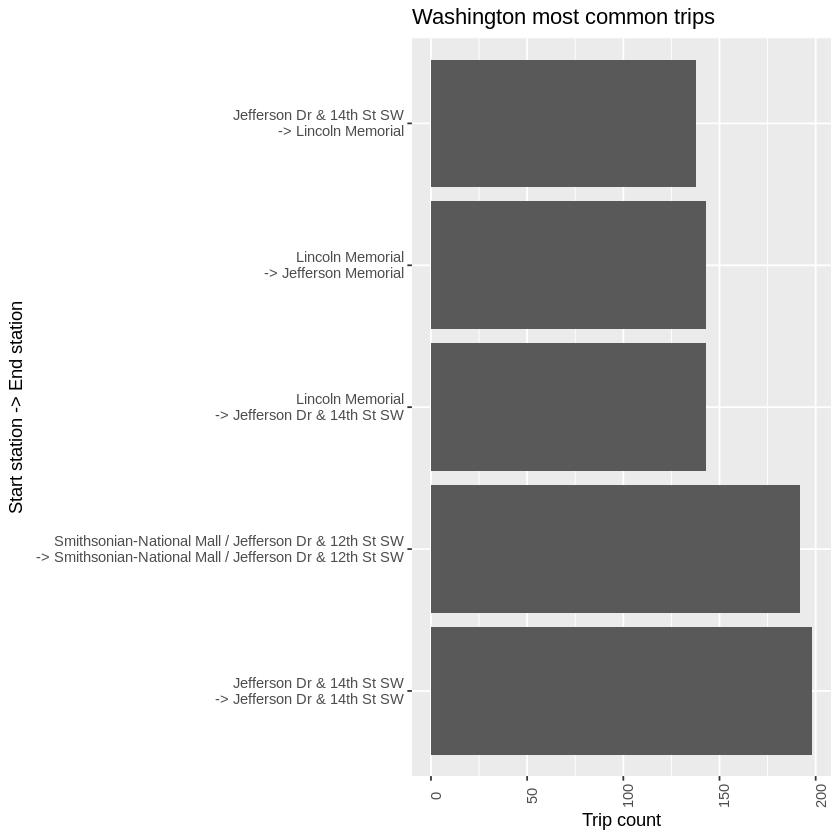 Washington most common trips
Jefferson Dr & 14th St SW
-> Lincoln Memorial
Lincoln Memorial
-> Jefferson Memorial
Lincoln Memorial
-> Jefferson Dr & 14th St SW
Smithsonian-National Mall / Jefferson Dr & 12th St SW
-> Smithsonian-National Mall / Jefferson Dr & 12th St SW
Jefferson Dr & 14th St SW
-> Jefferson Dr & 14th St SW
Start station -> End station
0
50
100
150
200
Trip count